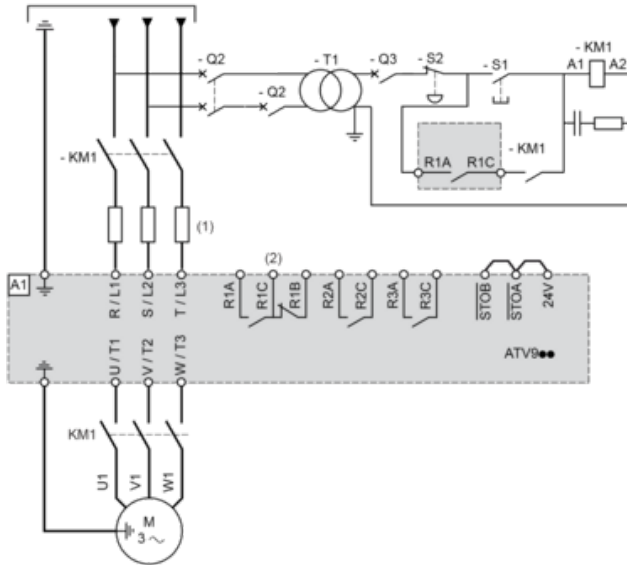 - Q2
- T1
- Q3
- S2
- S1
- KM1
A1
A2
- Q2
- KM1
R1A
R1C
- KM1
(1)
(2)
A1
R / L1
S / L2
T / L3
R1A
R1C
R1B
R2A
R2C
R3A
R3C
STOB
STOA
24V
U / T1
V / T2
W / T3
ATV9●●
KM1
U1
V1
W1
M
3 ~